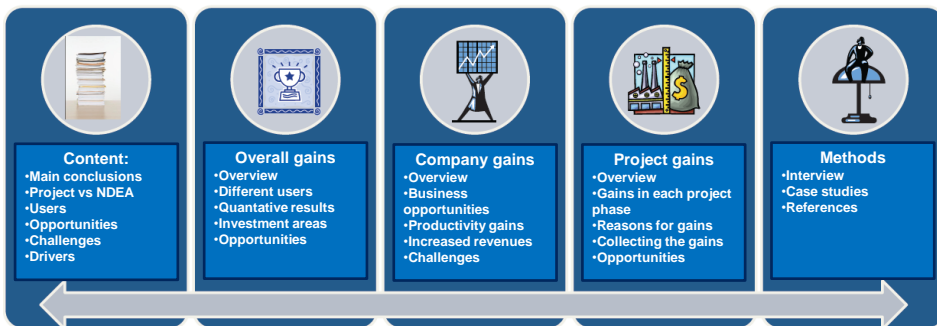 Content:
•Main conclusions
•Project vs NDEA
•Users
•Opportunities
•Challenges
•Drivers
Overall gains
•Overview
•Different users
•Quantative results
•Investment areas
•Opportunities
Company gains
•Overview
•Business
opportunities
•Productivity gains
•Increased revenues
•Challenges
$
Project gains
•Overview
•Gains in each project
phase
•Reasons for gains
•Collecting the gains
•Opportunities
Methods
•Interview
•Case studies
•References